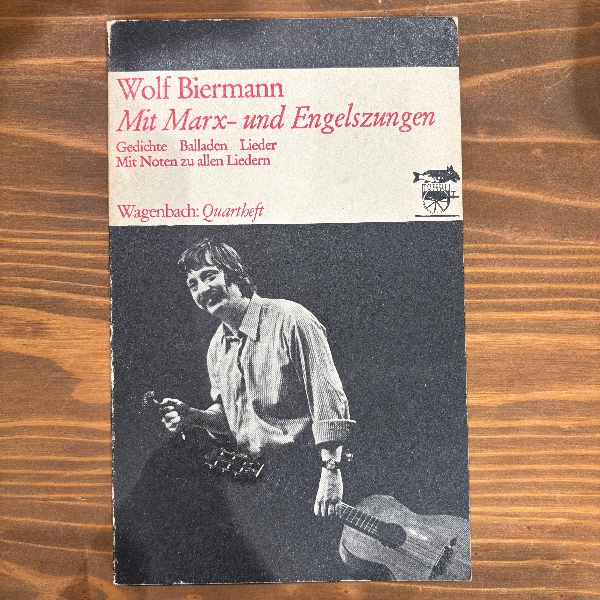 Wolf Biermann
Mit Marx- und Engelszungen
Gedichte Balladen Lieder
Mit Noten zu allen Liedern
Wagenbach: Quartheft